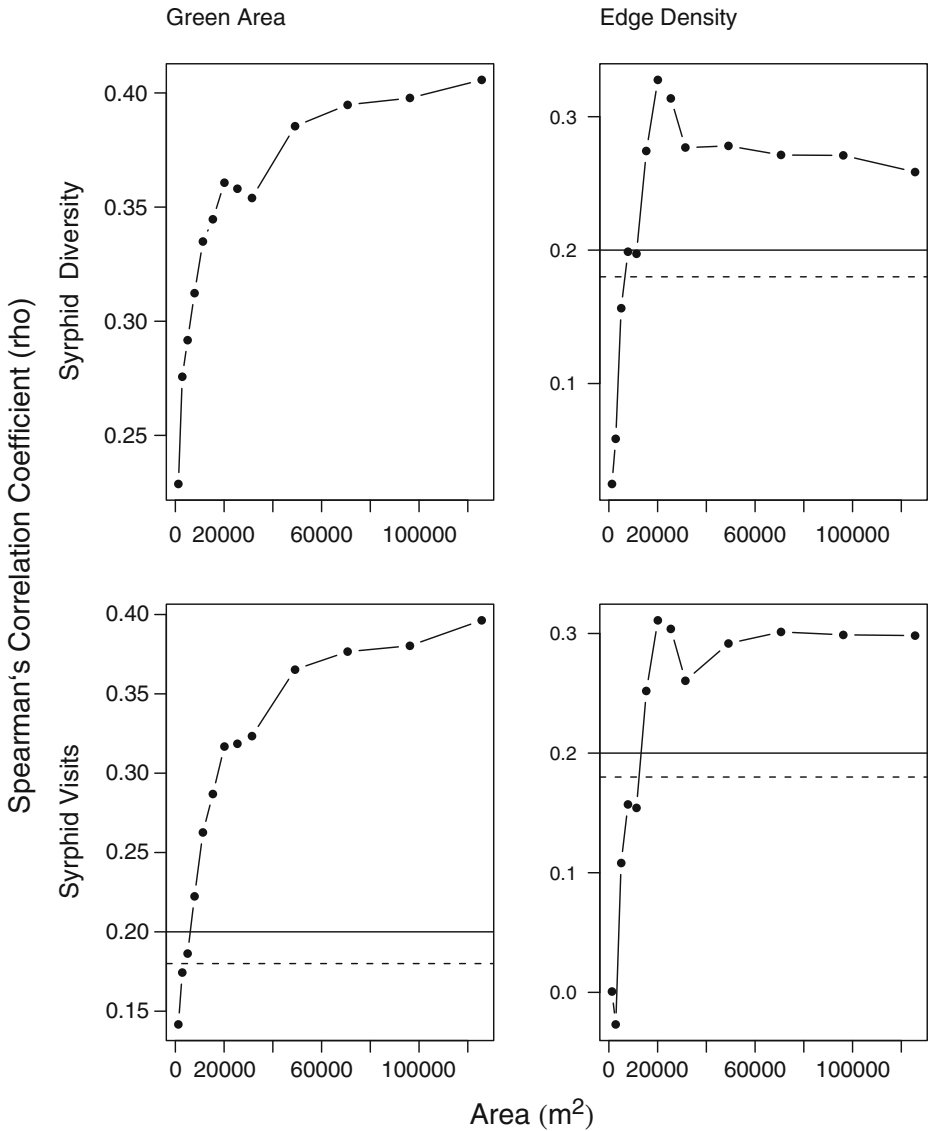 Green Area
Edge Density
Spearman‘s Correlation Coefficient (rho)
Syrphid Diversity
0.40
0.35
0.30
0.25
0 20000 60000 100000
0.3
0.2
0.1
0 20000 60000 100000
Syrphid Visits
0.40
0.35
0.30
0.25
0.20
0.15
0 20000 60000 100000
0.3
0.2
0.1
0.0
0 20000 60000 100000
Area (m²)